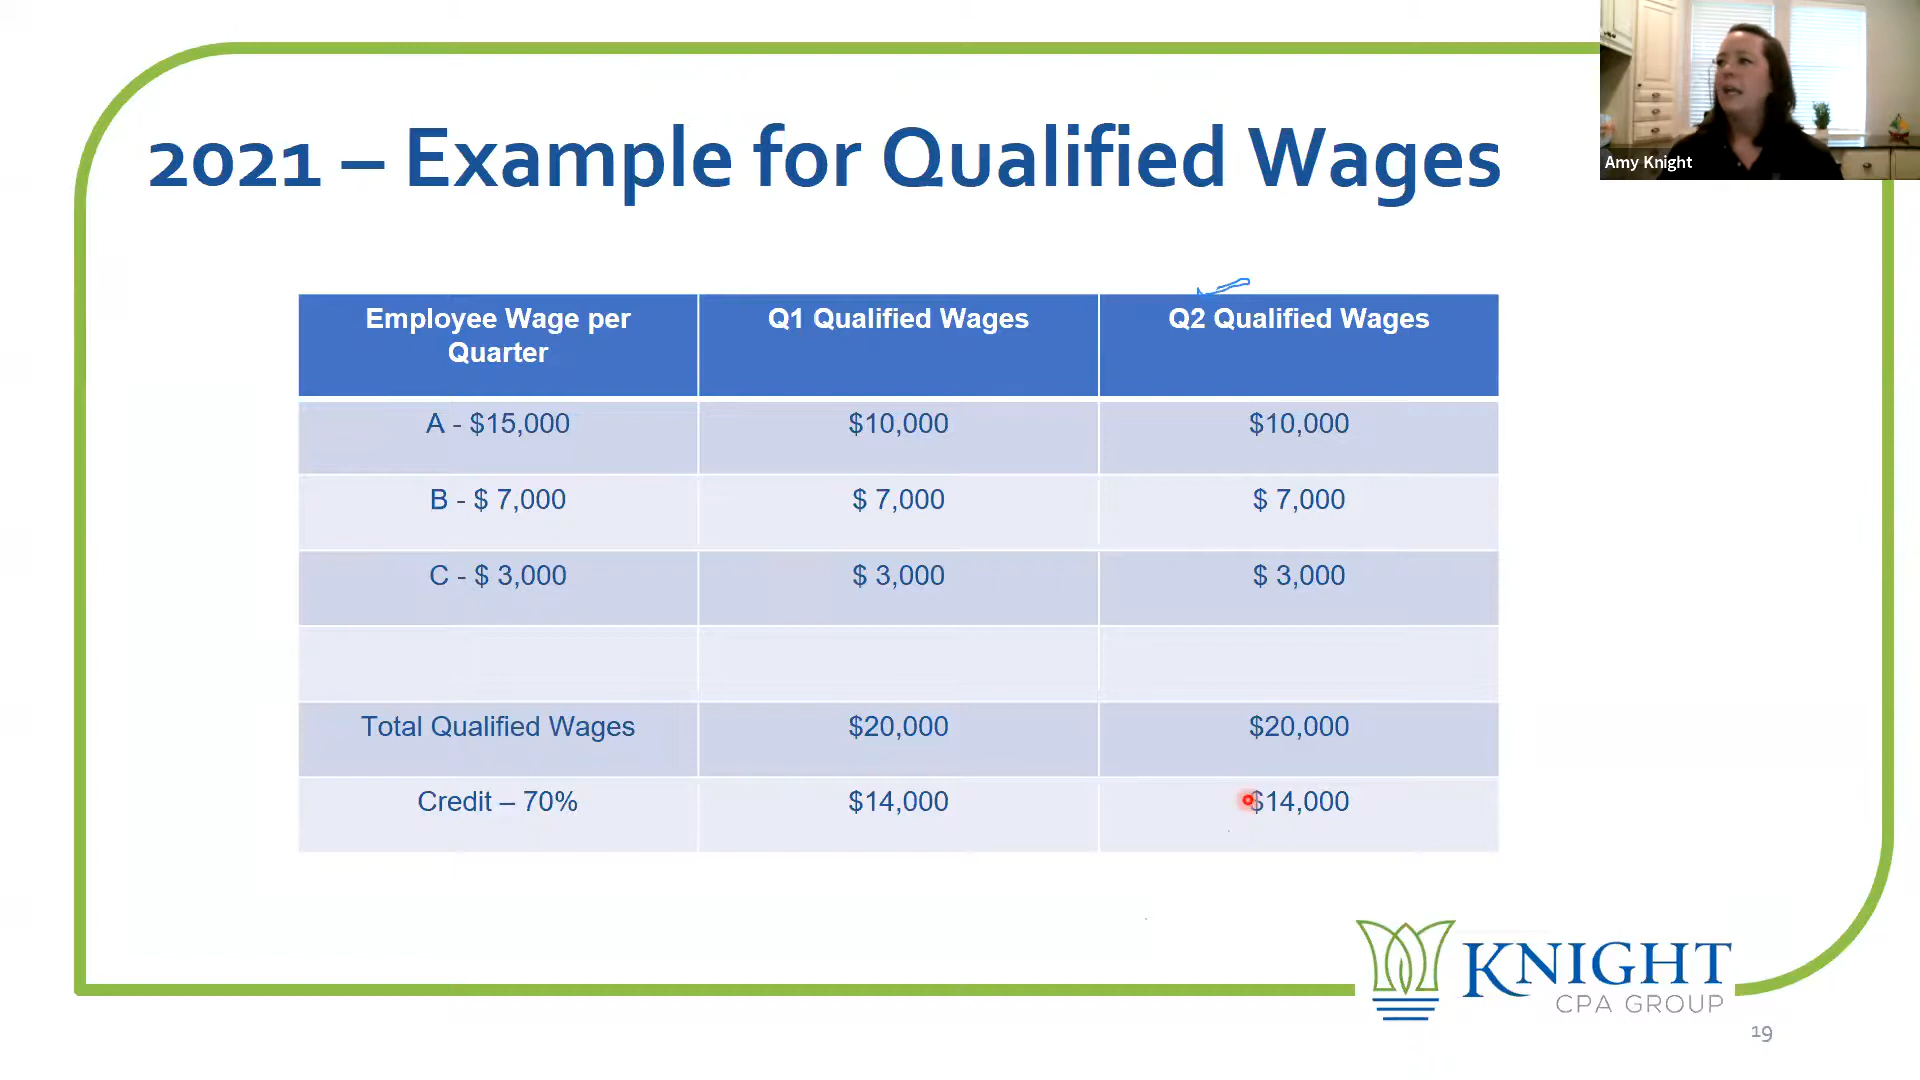 2021 – Example for Qualified Wages
Amy Knight
Employee Wage per
Quarter
Q1 Qualified Wages
Q2 Qualified Wages
A - $15,000
$10,000
$10,000
B - $ 7,000
$ 7,000
$ 7,000
C - $ 3,000
$ 3,000
$ 3,000
Total Qualified Wages
$20,000
$20,000
Credit – 70%
$14,000
$14,000
KNIGHT
CPA GROUP
19